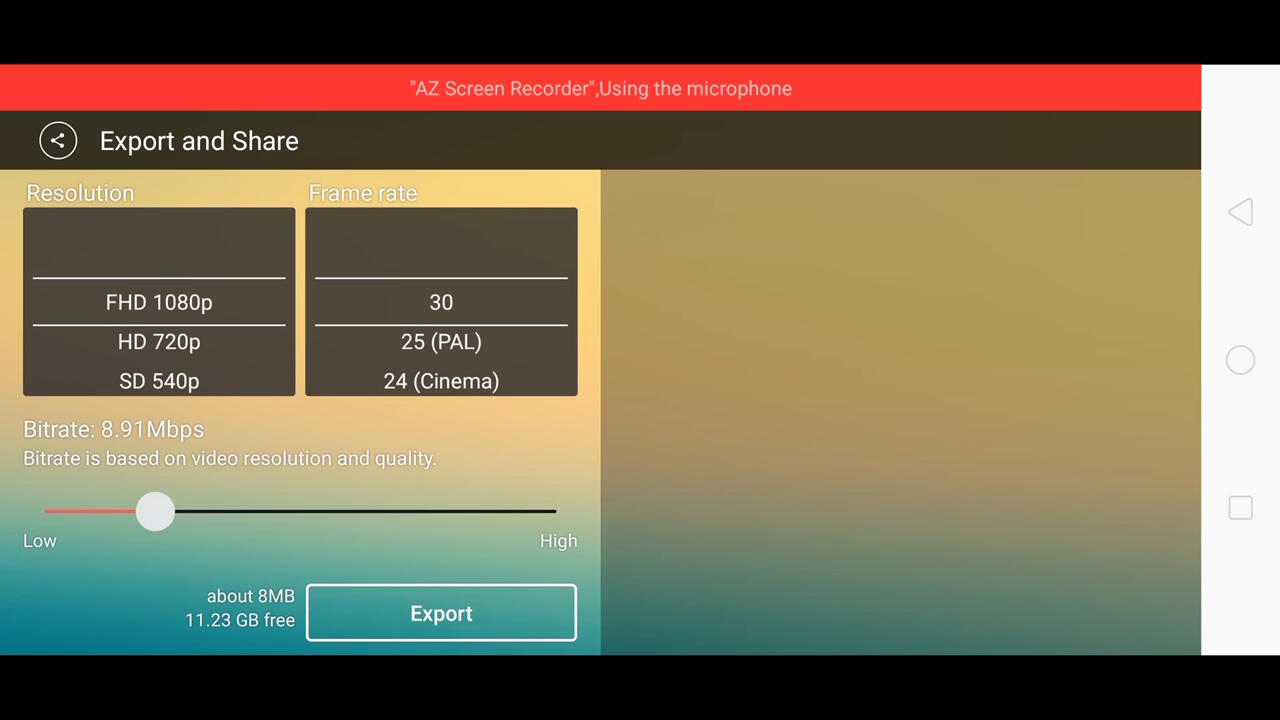 "AZ Screen Recorder",Using the microphone
Export and Share
Resolution
Frame rate
FHD 1080p
HD 720p
SD 540p
30
25 (PAL)
24 (Cinema)
Bitrate: 8.91Mbps
Bitrate is based on video resolution and quality.
Low
High
about 8MB
11.23 GB free
Export